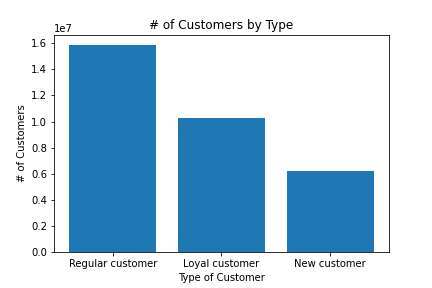 # of Customers by Type
1e7
1.6
1.4
1.2
1.0
0.8
0.6
0.4
0.2
0.0
# of Customers
Regular customer Loyal customer New customer
Type of Customer